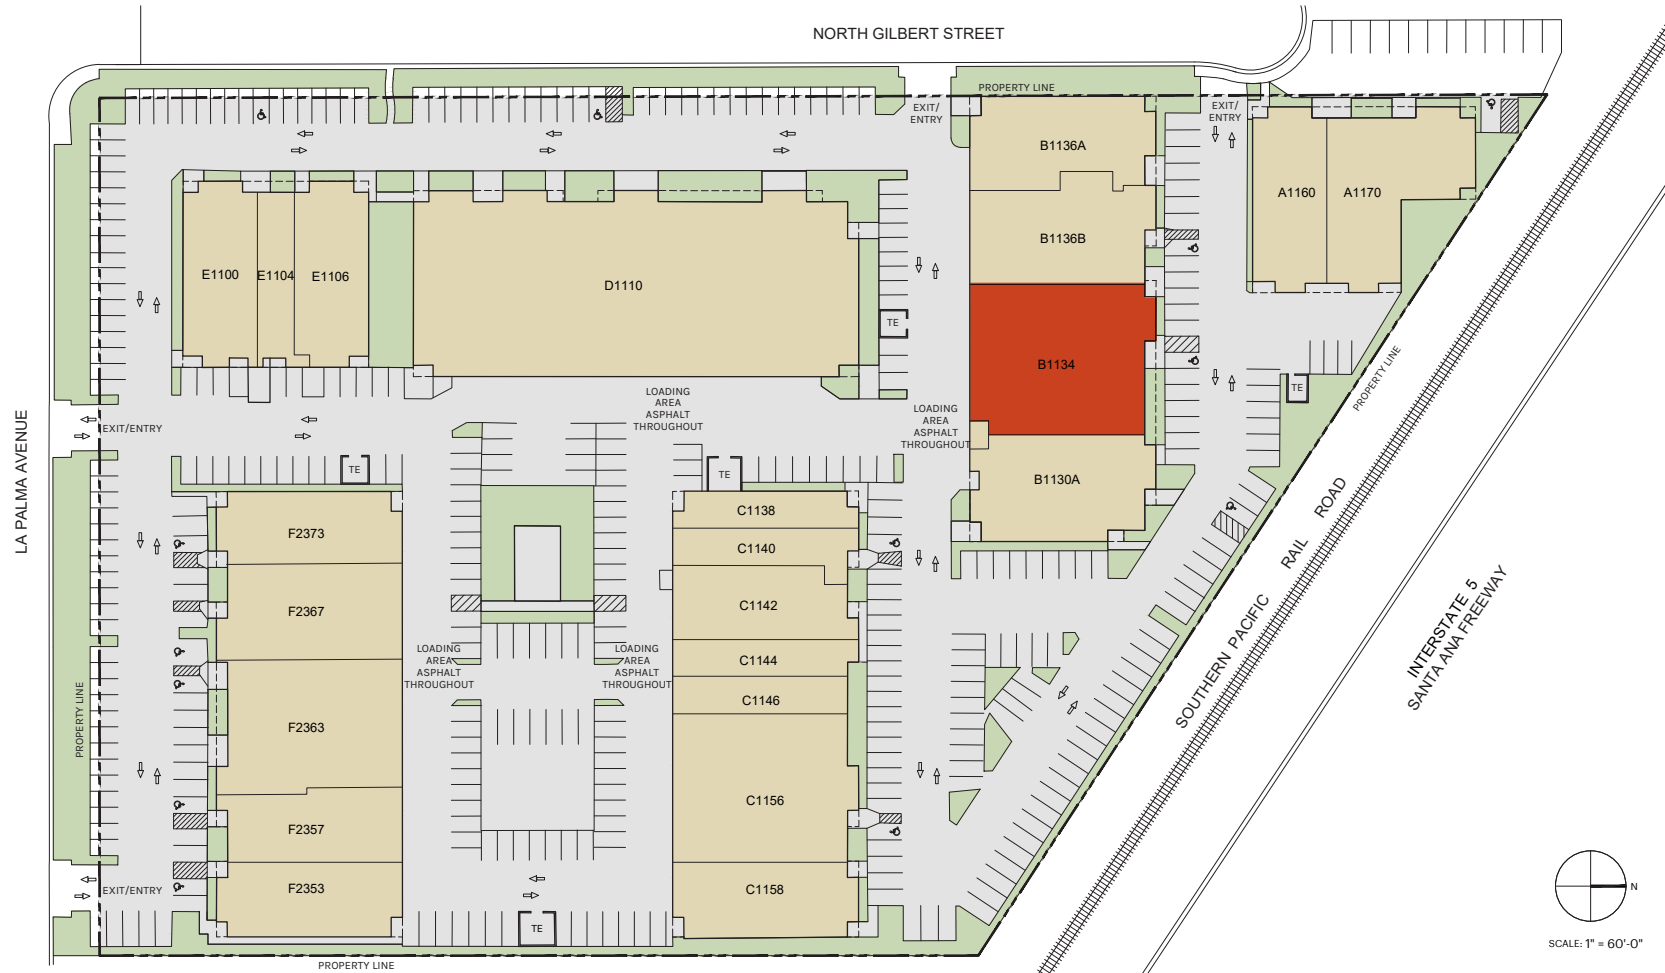 NORTH GILBERT STREET
PROPERTY LINE
EXIT/
ENTRY
EXIT/
ENTRY
B1136A
A1160
A1170
B1136B
E1100
E1104
E1106
D1110
TE
B1134
TE
PROPERTY LINE
LA PALMA AVENUE
EXIT/ENTRY
LOADING
AREA
ASPHALT
THROUGHOUT
LOADING
AREA
ASPHALT
THROUGHOUT
TE
TE
B1130A
F2373
C1138
C1140
F2367
C1142
SOUTHERN PACIFIC RAIL ROAD
INTERSTATE 5
SANTA ANA FREEWAY
LOADING
AREA
ASPHALT
THROUGHOUT
LOADING
AREA
ASPHALT
THROUGHOUT
C1144
C1146
PROPERTY LINE
F2363
C1156
F2357
EXIT/ENTRY
F2353
C1158
TE
N
SCALE: 1" = 60'-0"
PROPERTY LINE